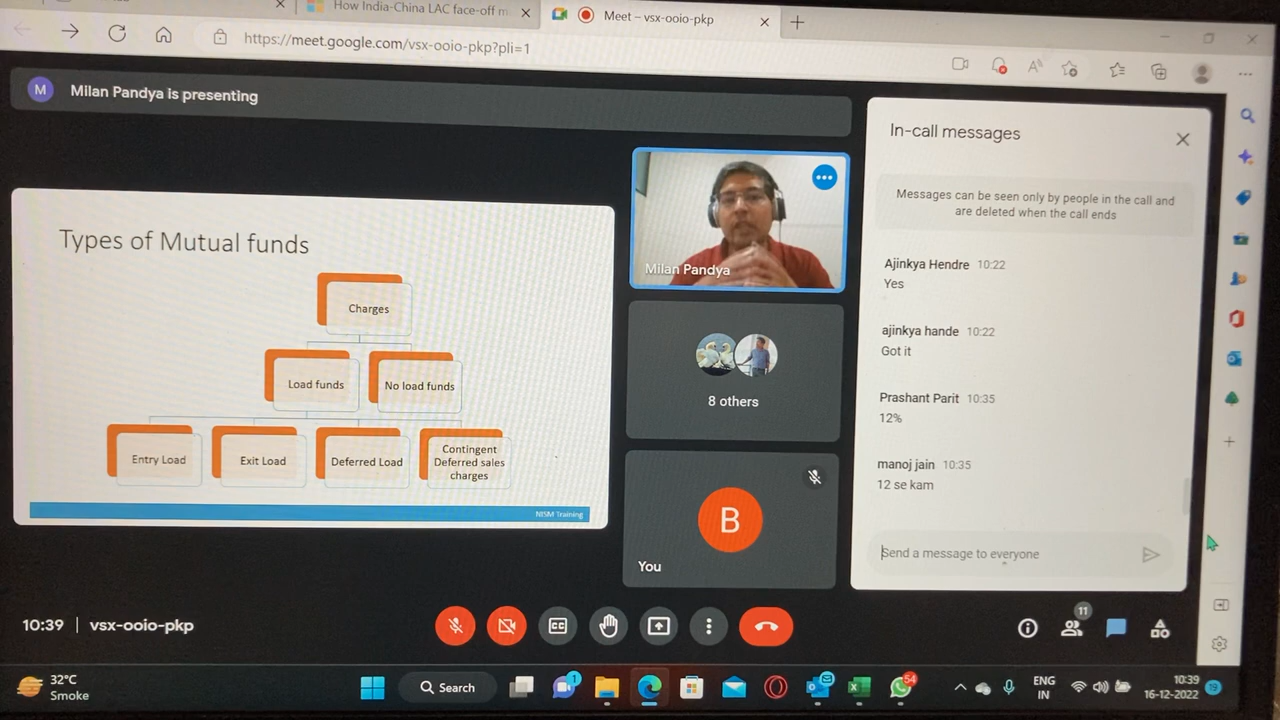 How India-China LAC face-off m
Meet – vsx-ooio-pkp
https://meet.google.com/vsx-ooio-pkp?pli=1
M
Milan Pandya is presenting
In-call messages
Messages can be seen only by people in the call and
are deleted when the call ends
Types of Mutual funds
Charges
Load funds
No load funds
Entry Load
Exit Load
Deferred Load
Contingent
Deferred sales
charges
NISM Training
Milan Pandya
8 others
B
You
Ajinkya Hendre 10:22
Yes
ajinkya hande 10:22
Got it
Prashant Parit 10:35
12%
manoj jain 10:35
12 se kam
Send a message to everyone
10:39 | vsx-ooio-pkp
11
32°C
Smoke
Search
1
54
ENG
IN
10:39
16-12-2022
19